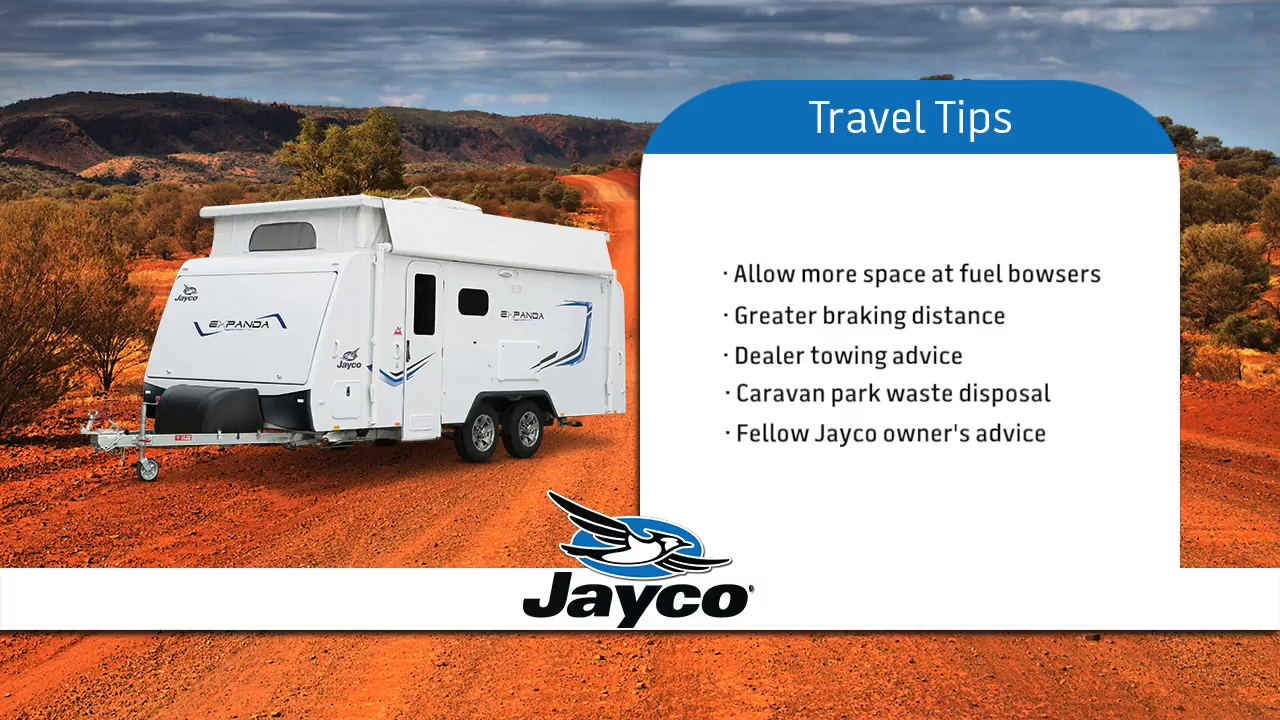 Travel Tips
· Allow more space at fuel bowsers
· Greater braking distance
· Dealer towing advice
· Caravan park waste disposal
· Fellow Jayco owner's advice
Jayco
EXPANDA
Jayco
EXPANDA
Jayco